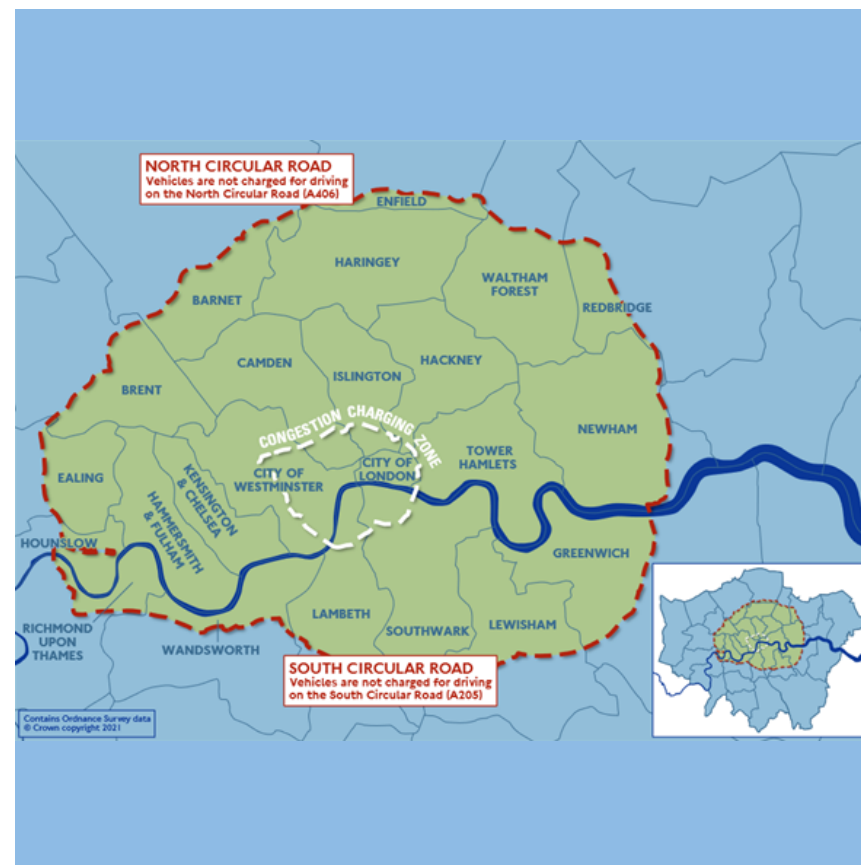 NORTH CIRCULAR ROAD
Vehicles are not charged for driving
on the North Circular Road (A406)
ENFIELD
HARINGEY
WALTHAM
FOREST
BARNET
REDBRIDGE
CAMDEN
ISLINGTON
HACKNEY
BRENT
CONGESTION CHARGING ZONE
NEWHAM
EALING
KENSINGTON
& CHELSEA
CITY OF
WESTMINSTER
CITY OF
LONDON
TOWER
HAMLETS
HAMMERSMITH
& FULHAM
HOUNSLOW
GREENWICH
RICHMOND
UPON
THAMES
WANDSWORTH
LAMBETH
SOUTHWARK
LEWISHAM
SOUTH CIRCULAR ROAD
Vehicles are not charged for driving
on the South Circular Road (A205)
Contains Ordnance Survey data
© Crown copyright 2021